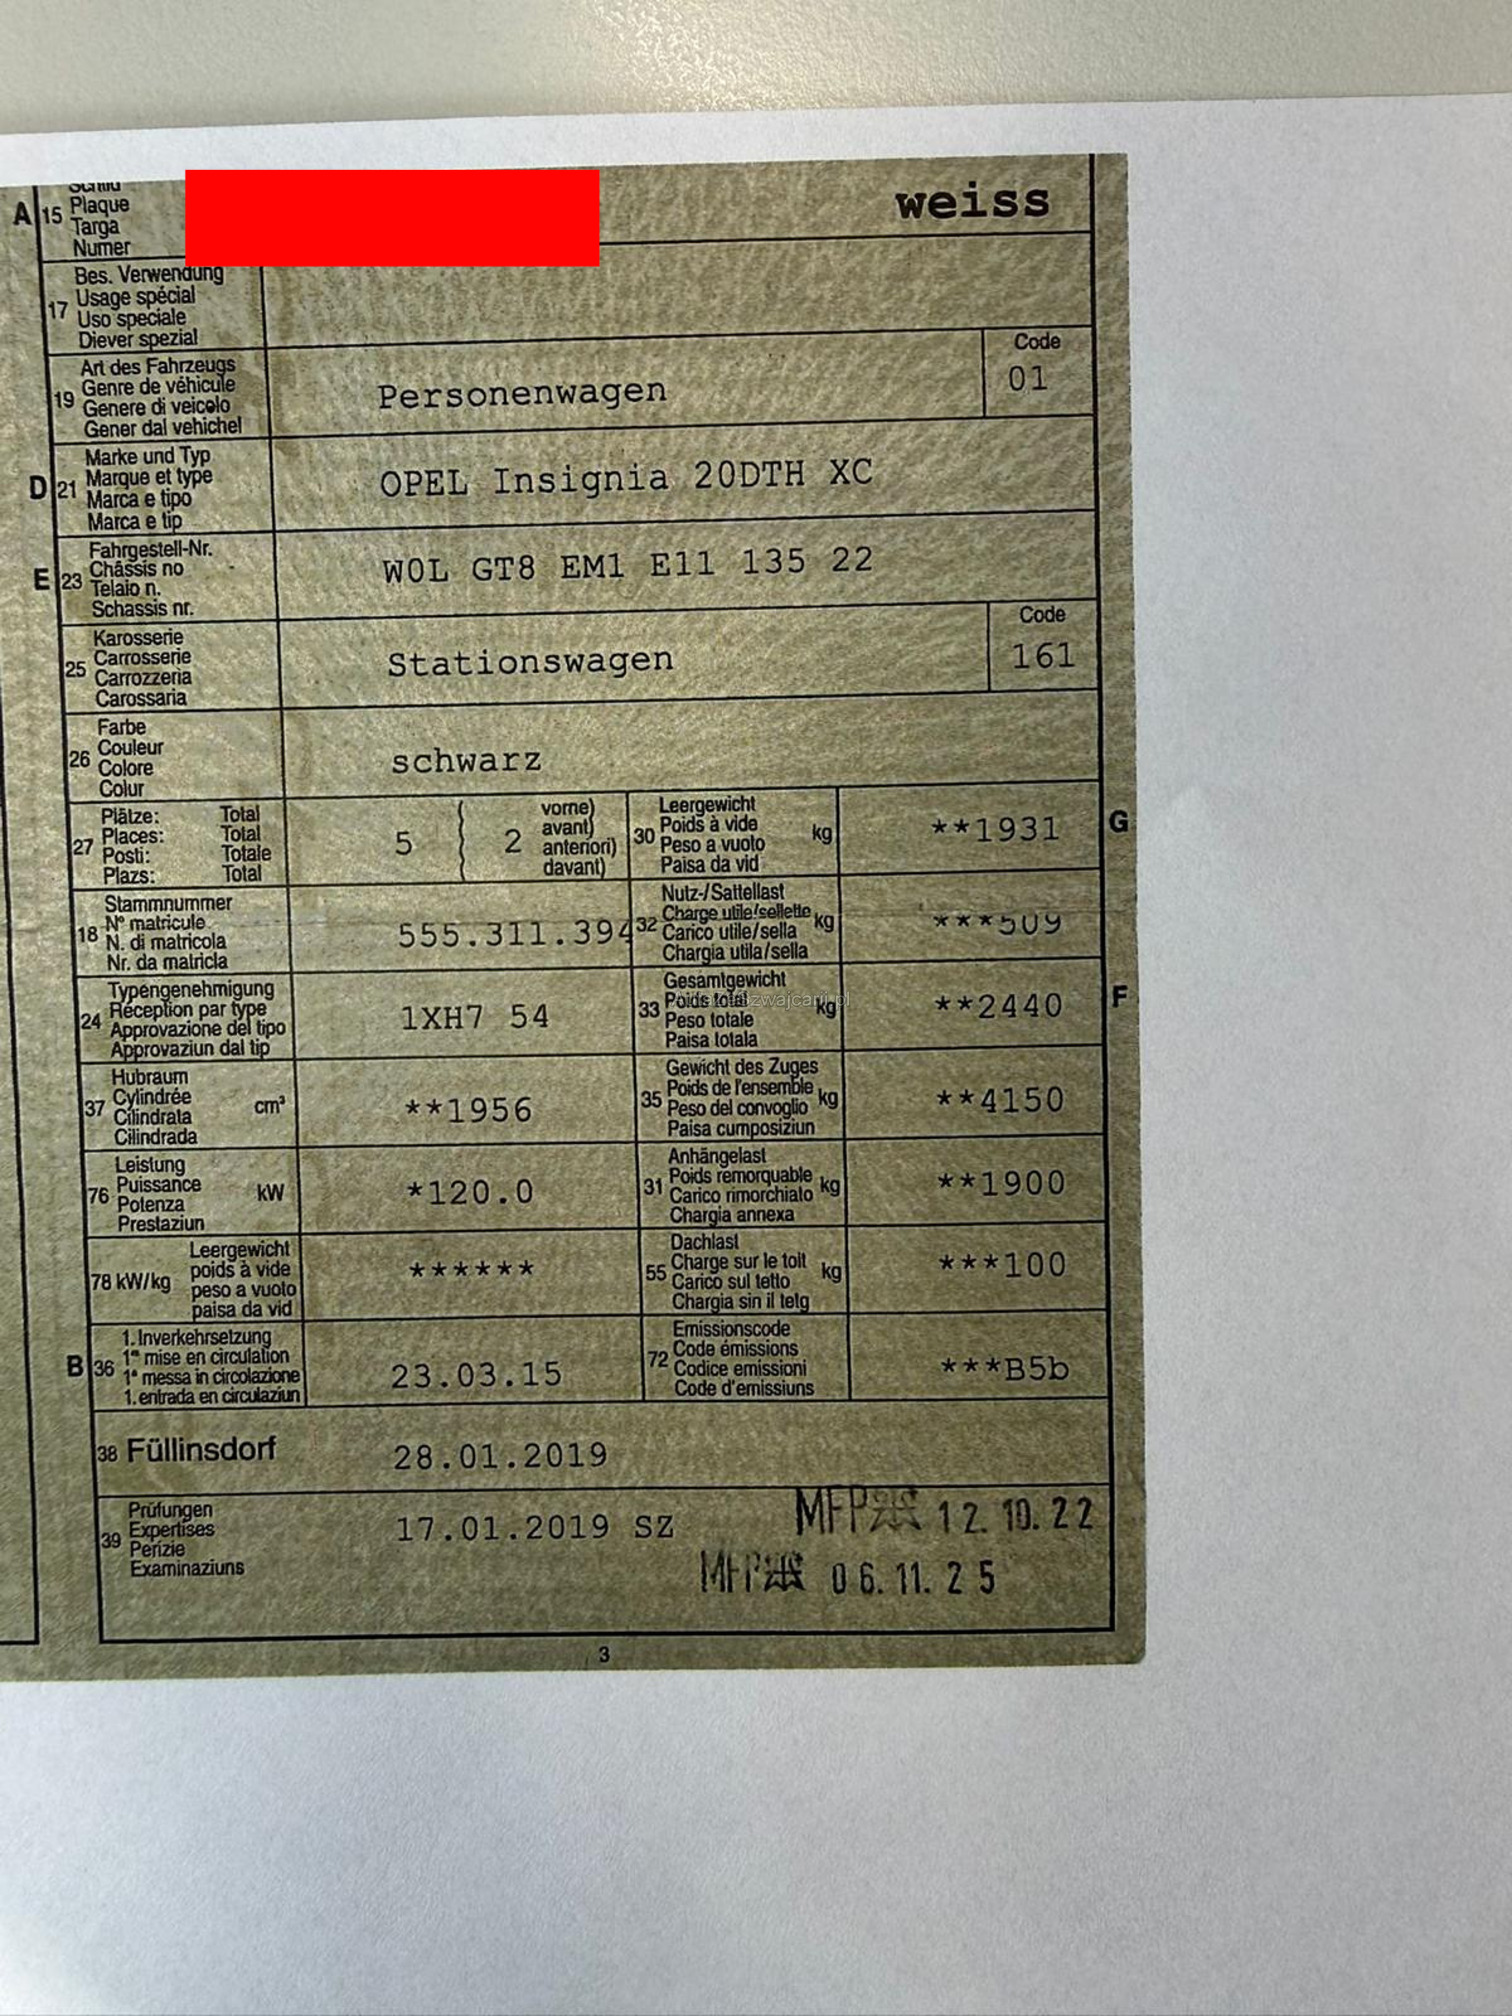 A 15 Schild
Plaque
Targa
Numer
weiss
17 Bes. Verwendung
Usage spécial
Uso speciale
Diever spezial
19 Art des Fahrzeugs
Genre de véhicule
Genere di veicolo
Gener dal vehichel
Personenwagen
Code
01
D 21 Marke und Typ
Marque et type
Marca e tipo
Marca e tip
OPEL Insignia 20DTH XC
E 23 Fahrgestell-Nr.
Châssis no
Telaio n.
Schassis nr.
W0L GT8 EM1 E11 135 22
25 Karosserie
Carrosserie
Carrozzeria
Carossaria
Stationswagen
Code
161
26 Farbe
Couleur
Colore
Colur
schwarz
27 Plätze: Total
Places: Total
Posti: Totale
Plazs: Total
5 { 2 vorne)
avant)
anteriori)
davant)
30 Leergewicht
Poids à vide
Peso a vuoto
Paisa da vid
kg
**1931
G
18 Stammnummer
N° matricule
N. di matricola
Nr. da matricla
555.311.394
32 Nutz-/Sattellast
Charge utile/sellette
Carico utile/sella
Chargia utila/sella
kg
***509
24 Typengenehmigung
Réception par type
Approvazione del tipo
Approvaziun dal tip
1XH7 54
33 Gesamtgewicht
Poids total
Peso totale
Paisa totala
kg
**2440
F
37 Hubraum
Cylindrée
Cilindrata
Cilindrada
cm³
**1956
35 Gewicht des Zuges
Poids de l'ensemble
Peso del convoglio
Paisa cumposiziun
kg
**4150
76 Leistung
Puissance
Potenza
Prestaziun
kW
*120.0
31 Anhängelast
Poids remorquable
Carico rimorchiato
Chargia annexa
kg
**1900
78 kW/kg
Leergewicht
poids à vide
peso a vuoto
paisa da vid
******
55 Dachlast
Charge sur le toit
Carico sul tetto
Chargia sin il tetg
kg
***100
B 36 1. Inverkehrsetzung
1re mise en circulation
1a messa in circolazione
1. entrada en circulaziun
23.03.15
72 Emissionscode
Code émissions
Codice emissioni
Code d'emissiuns
***B5b
38 Füllinsdorf
28.01.2019
39 Prüfungen
Expertises
Perizie
Examinaziuns
17.01.2019 SZ
MFP 12.10.22
MFP 06.11.25
3